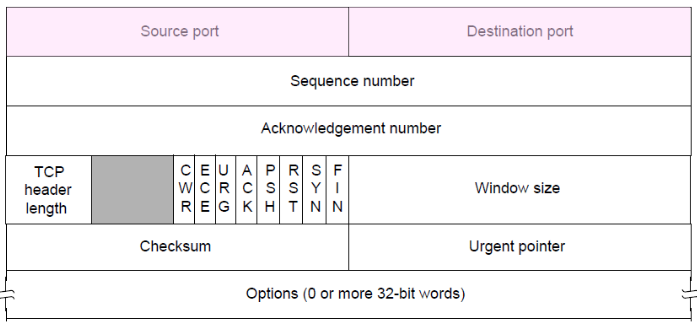 Source port Destination port
Sequence number
Acknowledgement number
TCP header length CWR ECE URG ACK PSH RST SYN FIN Window size
Checksum Urgent pointer
Options (0 or more 32-bit words)